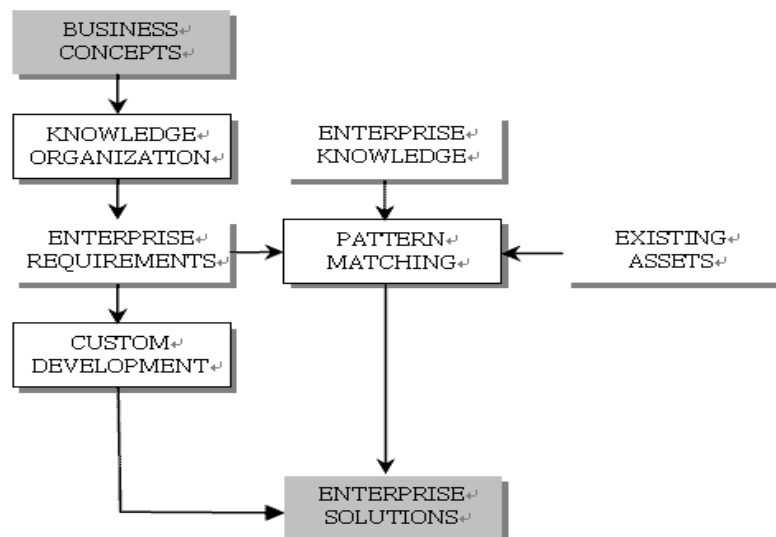 BUSINESS
CONCEPTS
KNOWLEDGE
ORGANIZATION
ENTERPRISE
KNOWLEDGE
ENTERPRISE
REQUIREMENTS
PATTERN
MATCHING
EXISTING
ASSETS
CUSTOM
DEVELOPMENT
ENTERPRISE
SOLUTIONS